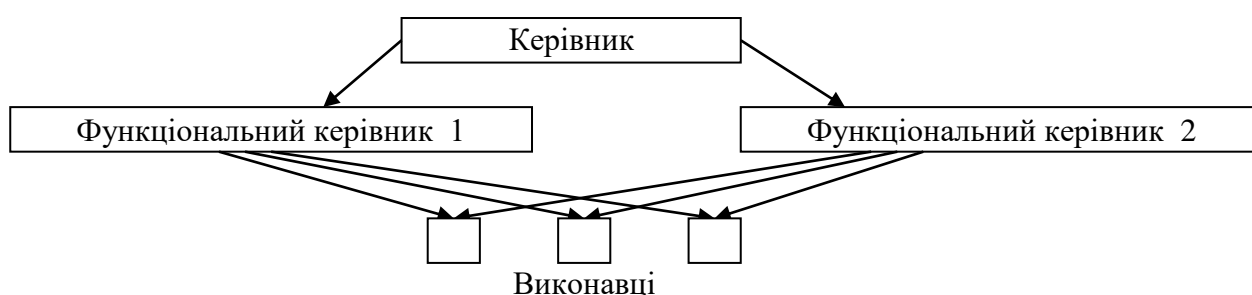 Керівник
Функціональний керівник 1
Функціональний керівник 2
Виконавці